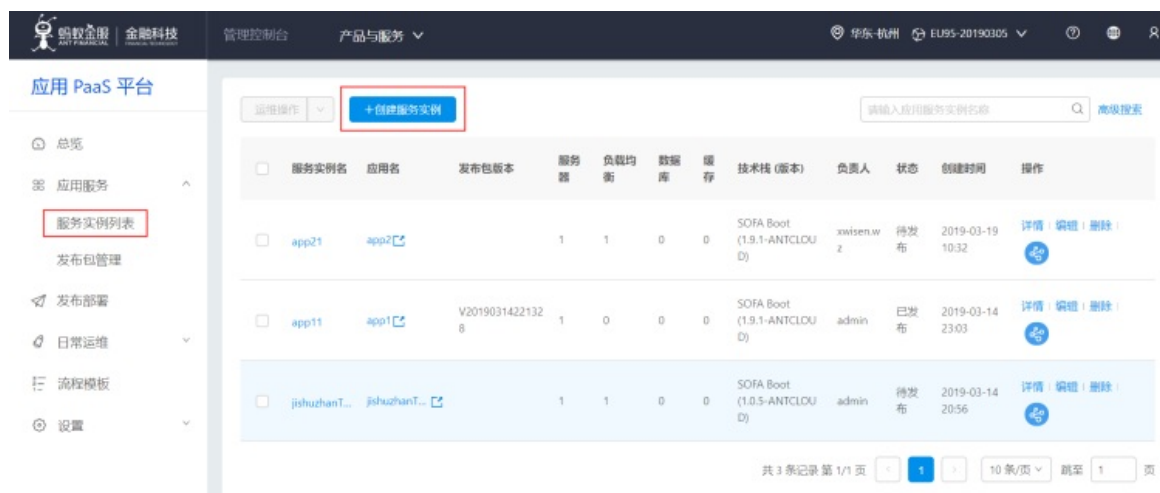 蚂蚁金服 金融科技 管理控制台 产品与服务 华东-杭州 EU95-20190305
ANT FINANCIAL
应用 PaaS 平台
运维操作 +创建服务实例 请输入应用服务实例名称 高级搜索
总览
应用服务
服务实例列表
发布包管理
发布部署
日常运维
流程模板
设置
服务实例名 应用名 发布包版本 服务器 负载均衡 数据库 缓存 技术栈 (版本) 负责人 状态 创建时间 操作
app21 app2 1 1 0 0 SOFA Boot (1.9.1-ANTCLOUD) xwisen.wz 待发布 2019-03-19 10:32 详情 编辑 删除
app11 app1 V20190314221328 1 0 0 0 SOFA Boot (1.9.1-ANTCLOUD) admin 已发布 2019-03-14 23:03 详情 编辑 删除
jishuzhanT... jishuzhanT... 1 1 0 0 SOFA Boot (1.0.5-ANTCLOUD) admin 待发布 2019-03-14 20:56 详情 编辑 删除
共 3 条记录 第 1/1 页 < 1 > 10 条/页 跳至 1 页